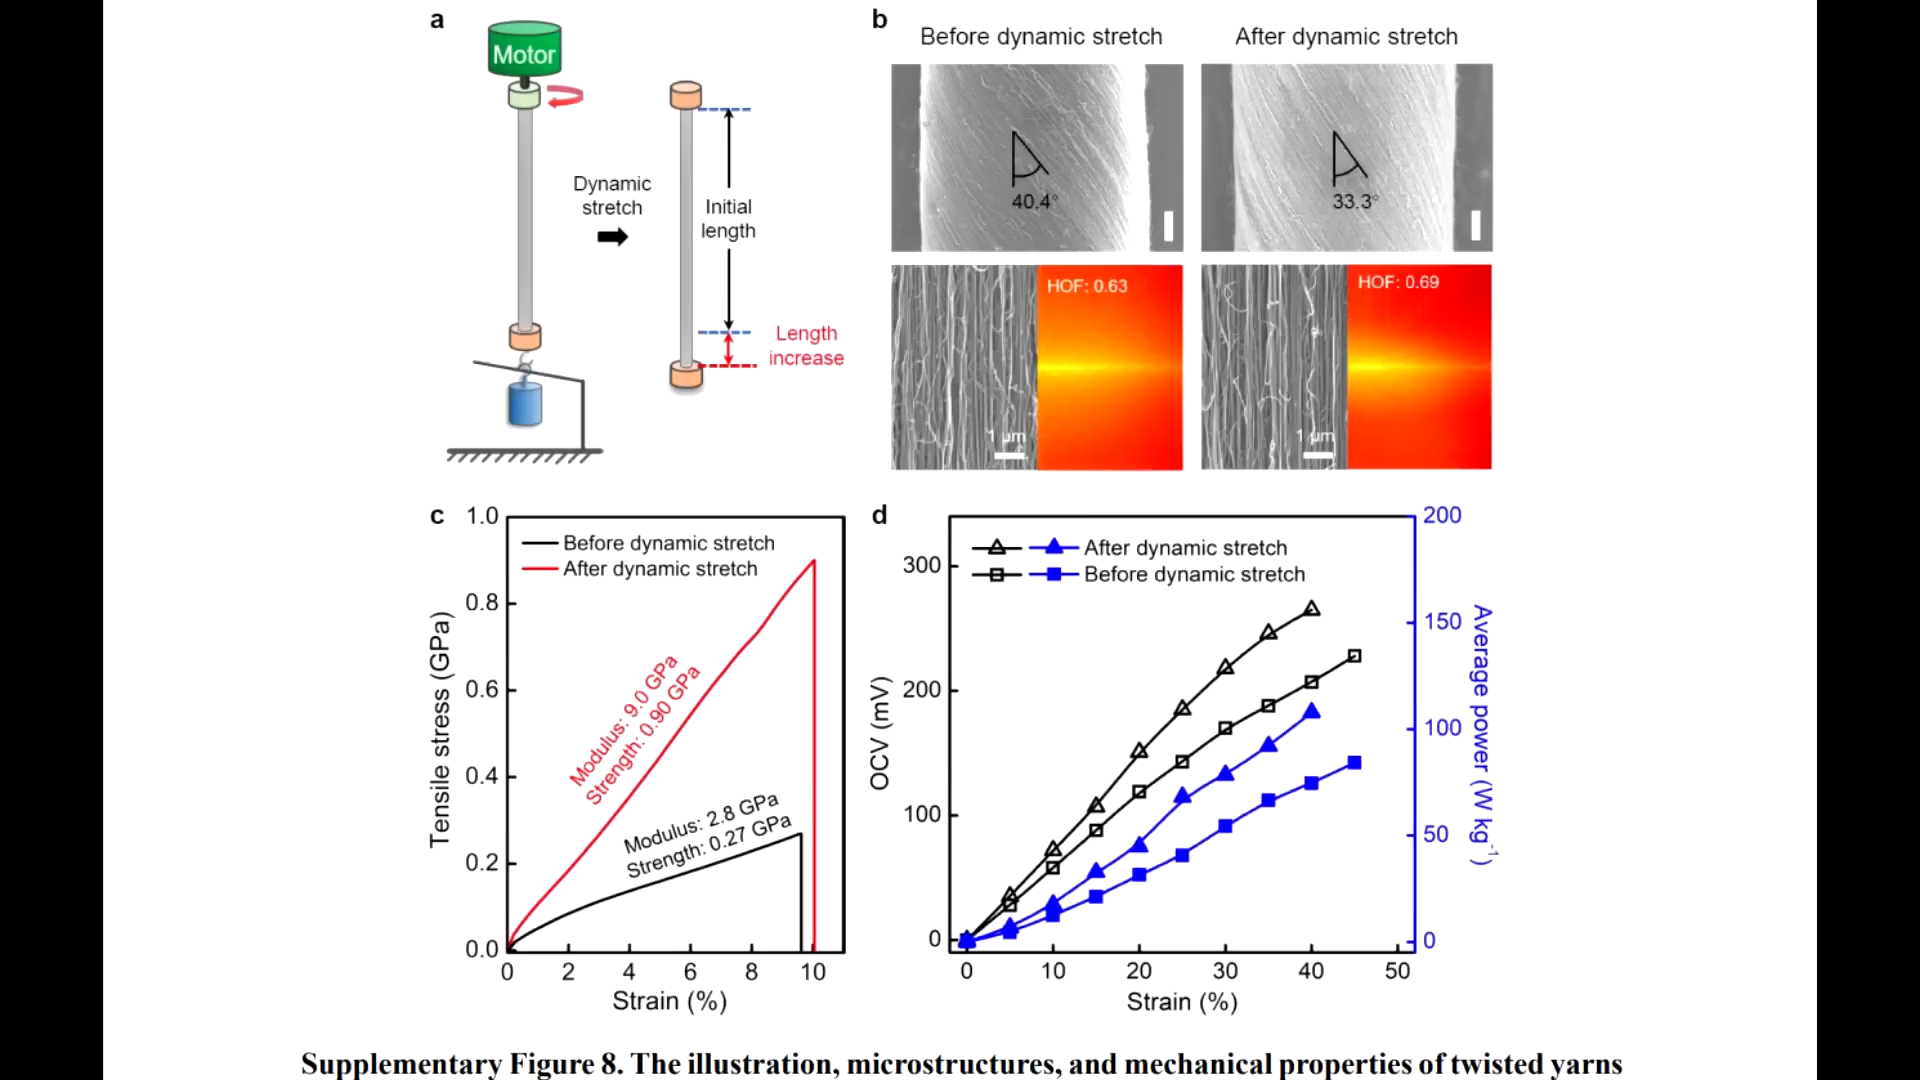 a
Motor
Dynamic
stretch
Initial
length
Length
increase
b
Before dynamic stretch
After dynamic stretch
40.4°
33.3°
HOF: 0.63
1 µm
HOF: 0.69
1 µm
c
1.0
0.8
0.6
0.4
0.2
0.0
Tensile stress (GPa)
Before dynamic stretch
After dynamic stretch
Modulus: 9.0 GPa
Strength: 0.90 GPa
Modulus: 2.8 GPa
Strength: 0.27 GPa
0 2 4 6 8 10
Strain (%)
d
300
200
100
0
OCV (mV)
After dynamic stretch
Before dynamic stretch
200
150
100
50
0
Average power (W kg⁻¹)
0 10 20 30 40 50
Strain (%)
Supplementary Figure 8. The illustration, microstructures, and mechanical properties of twisted yarns